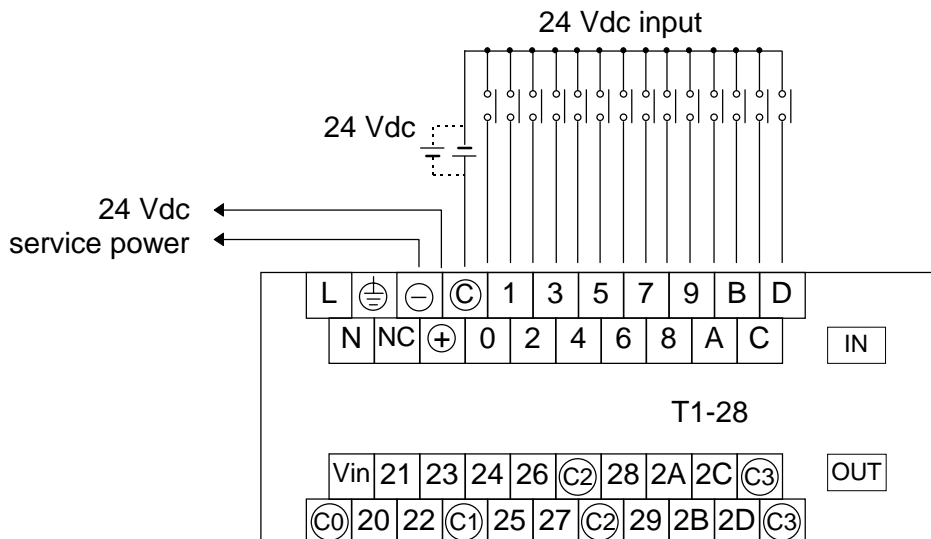 24 Vdc input
24 Vdc
24 Vdc
service power
L − C 1 3 5 7 9 B D
N NC + 0 2 4 6 8 A C
IN
T1-28
Vin 21 23 24 26 C2 28 2A 2C C3
OUT
C0 20 22 C1 25 27 C2 29 2B 2D C3